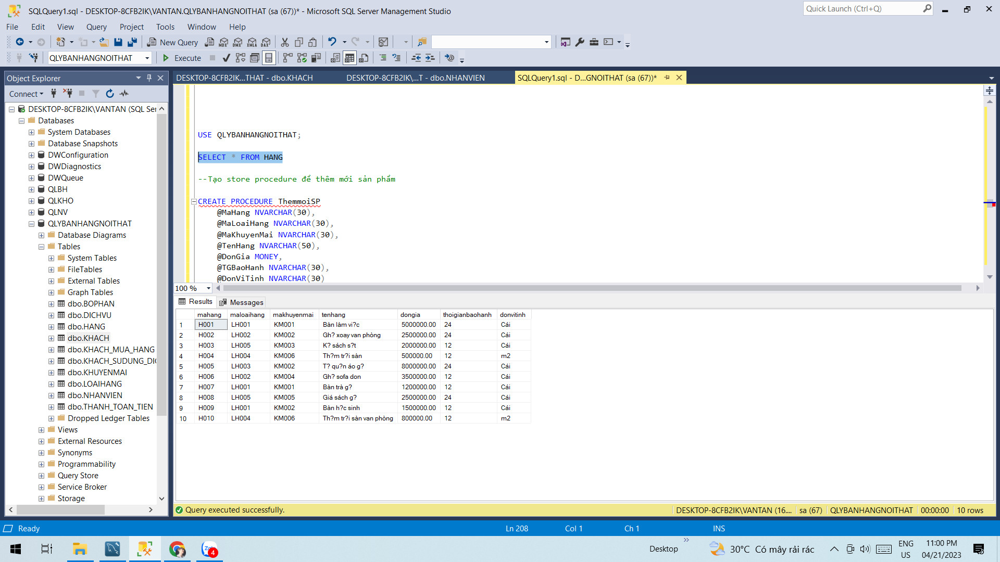 SQLQuery1.sql - DESKTOP-8CFB2IK\VANTAN.QLYBANHANGNOITHAT (sa (67))* - Microsoft SQL Server Management Studio
Quick Launch (Ctrl+Q)
File Edit View Query Project Tools Window Help
New Query MDX DMX XMLA DAX
QLYBANHANGNOITHAT Execute
Object Explorer
Connect
DESKTOP-8CFB2IK\VANTAN (SQL Ser
Databases
System Databases
Database Snapshots
DWConfiguration
DWDiagnostics
DWQueue
QLBH
QLKHO
QLNV
QLYBANHANGNOITHAT
Database Diagrams
Tables
System Tables
FileTables
External Tables
Graph Tables
dbo.BOPHAN
dbo.DICHVU
dbo.HANG
dbo.KHACH
dbo.KHACH_MUA_HANG
dbo.KHACH_SUDUNG_DIC
dbo.KHUYENMAI
dbo.LOAIHANG
dbo.NHANVIEN
dbo.THANH_TOAN_TIEN
Dropped Ledger Tables
Views
External Resources
Synonyms
Programmability
Query Store
Service Broker
Storage
DESKTOP-8CFB2IK...THAT - dbo.KHACH DESKTOP-8CFB2IK\...T - dbo.NHANVIEN SQLQuery1.sql - D...GNOITHAT (sa (67))*
USE QLYBANHANGNOITHAT;
SELECT * FROM HANG
--Tạo store procedure để thêm mới sản phẩm
CREATE PROCEDURE ThemmoiSP
@MaHang NVARCHAR(30),
@MaLoaiHang NVARCHAR(30),
@MaKhuyenMai NVARCHAR(30),
@TenHang NVARCHAR(50),
@DonGia MONEY,
@TGBaoHanh NVARCHAR(30),
@DonViTinh NVARCHAR(30)
100 %
Results Messages
mahang maloaihang makhuyenmai tenhang dongia thoigianbaohanh donvitinh
1 H001 LH001 KM001 Bàn làm vi?c 5000000.00 24 Cái
2 H002 LH002 KM002 Gh? xoay van phòng 2500000.00 24 Cái
3 H003 LH005 KM003 K? sách s?t 2000000.00 12 Cái
4 H004 LH004 KM006 Th?m tr?i sàn 500000.00 12 m2
5 H005 LH003 KM002 T? qu?n áo g? 8000000.00 24 Cái
6 H006 LH002 KM004 Gh? sofa don 3500000.00 12 Cái
7 H007 LH001 KM001 Bàn trà g? 1200000.00 12 Cái
8 H008 LH005 KM005 Giá sách g? 2500000.00 24 Cái
9 H009 LH001 KM002 Bàn h?c sinh 1500000.00 12 Cái
10 H010 LH004 KM006 Th?m tr?i sàn van phòng 800000.00 12 m2
Query executed successfully. DESKTOP-8CFB2IK\VANTAN (16.... sa (67) QLYBANHANGNOITHAT 00:00:00 10 rows
Ready Ln 208 Col 1 Ch 1 INS
4
Desktop
30°C Có mây rải rác
ENG
US
11:00 PM
04/21/2023